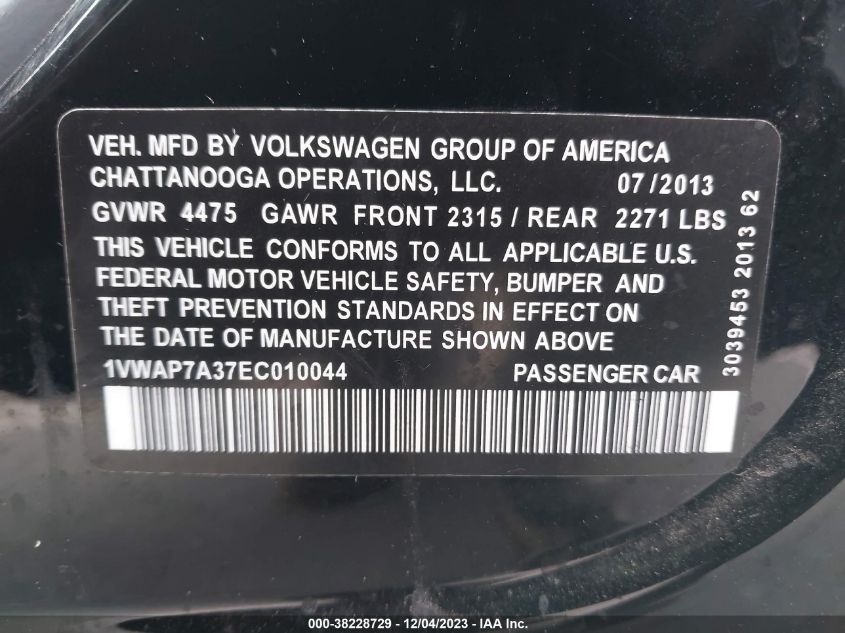 VEH. MFD BY VOLKSWAGEN GROUP OF AMERICA
CHATTANOOGA OPERATIONS, LLC. 07/2013
GVWR 4475 GAWR FRONT 2315 / REAR 2271 LBS
THIS VEHICLE CONFORMS TO ALL APPLICABLE U.S.
FEDERAL MOTOR VEHICLE SAFETY, BUMPER AND
THEFT PREVENTION STANDARDS IN EFFECT ON
THE DATE OF MANUFACTURE SHOWN ABOVE
1VWAP7A37EC010044 PASSENGER CAR
3039453 2013 62
000-38228729 - 12/04/2023 - IAA Inc.